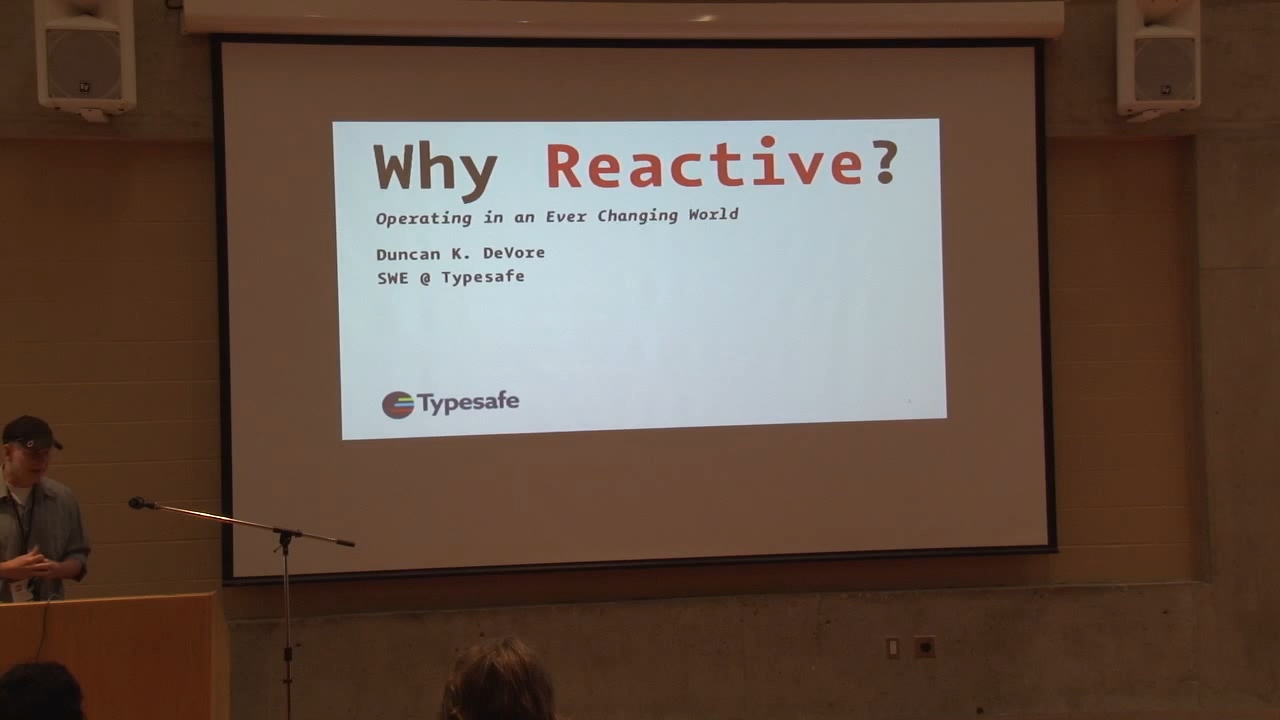 Why Reactive?
Operating in an Ever Changing World
Duncan K. DeVore
SWE @ Typesafe
Typesafe